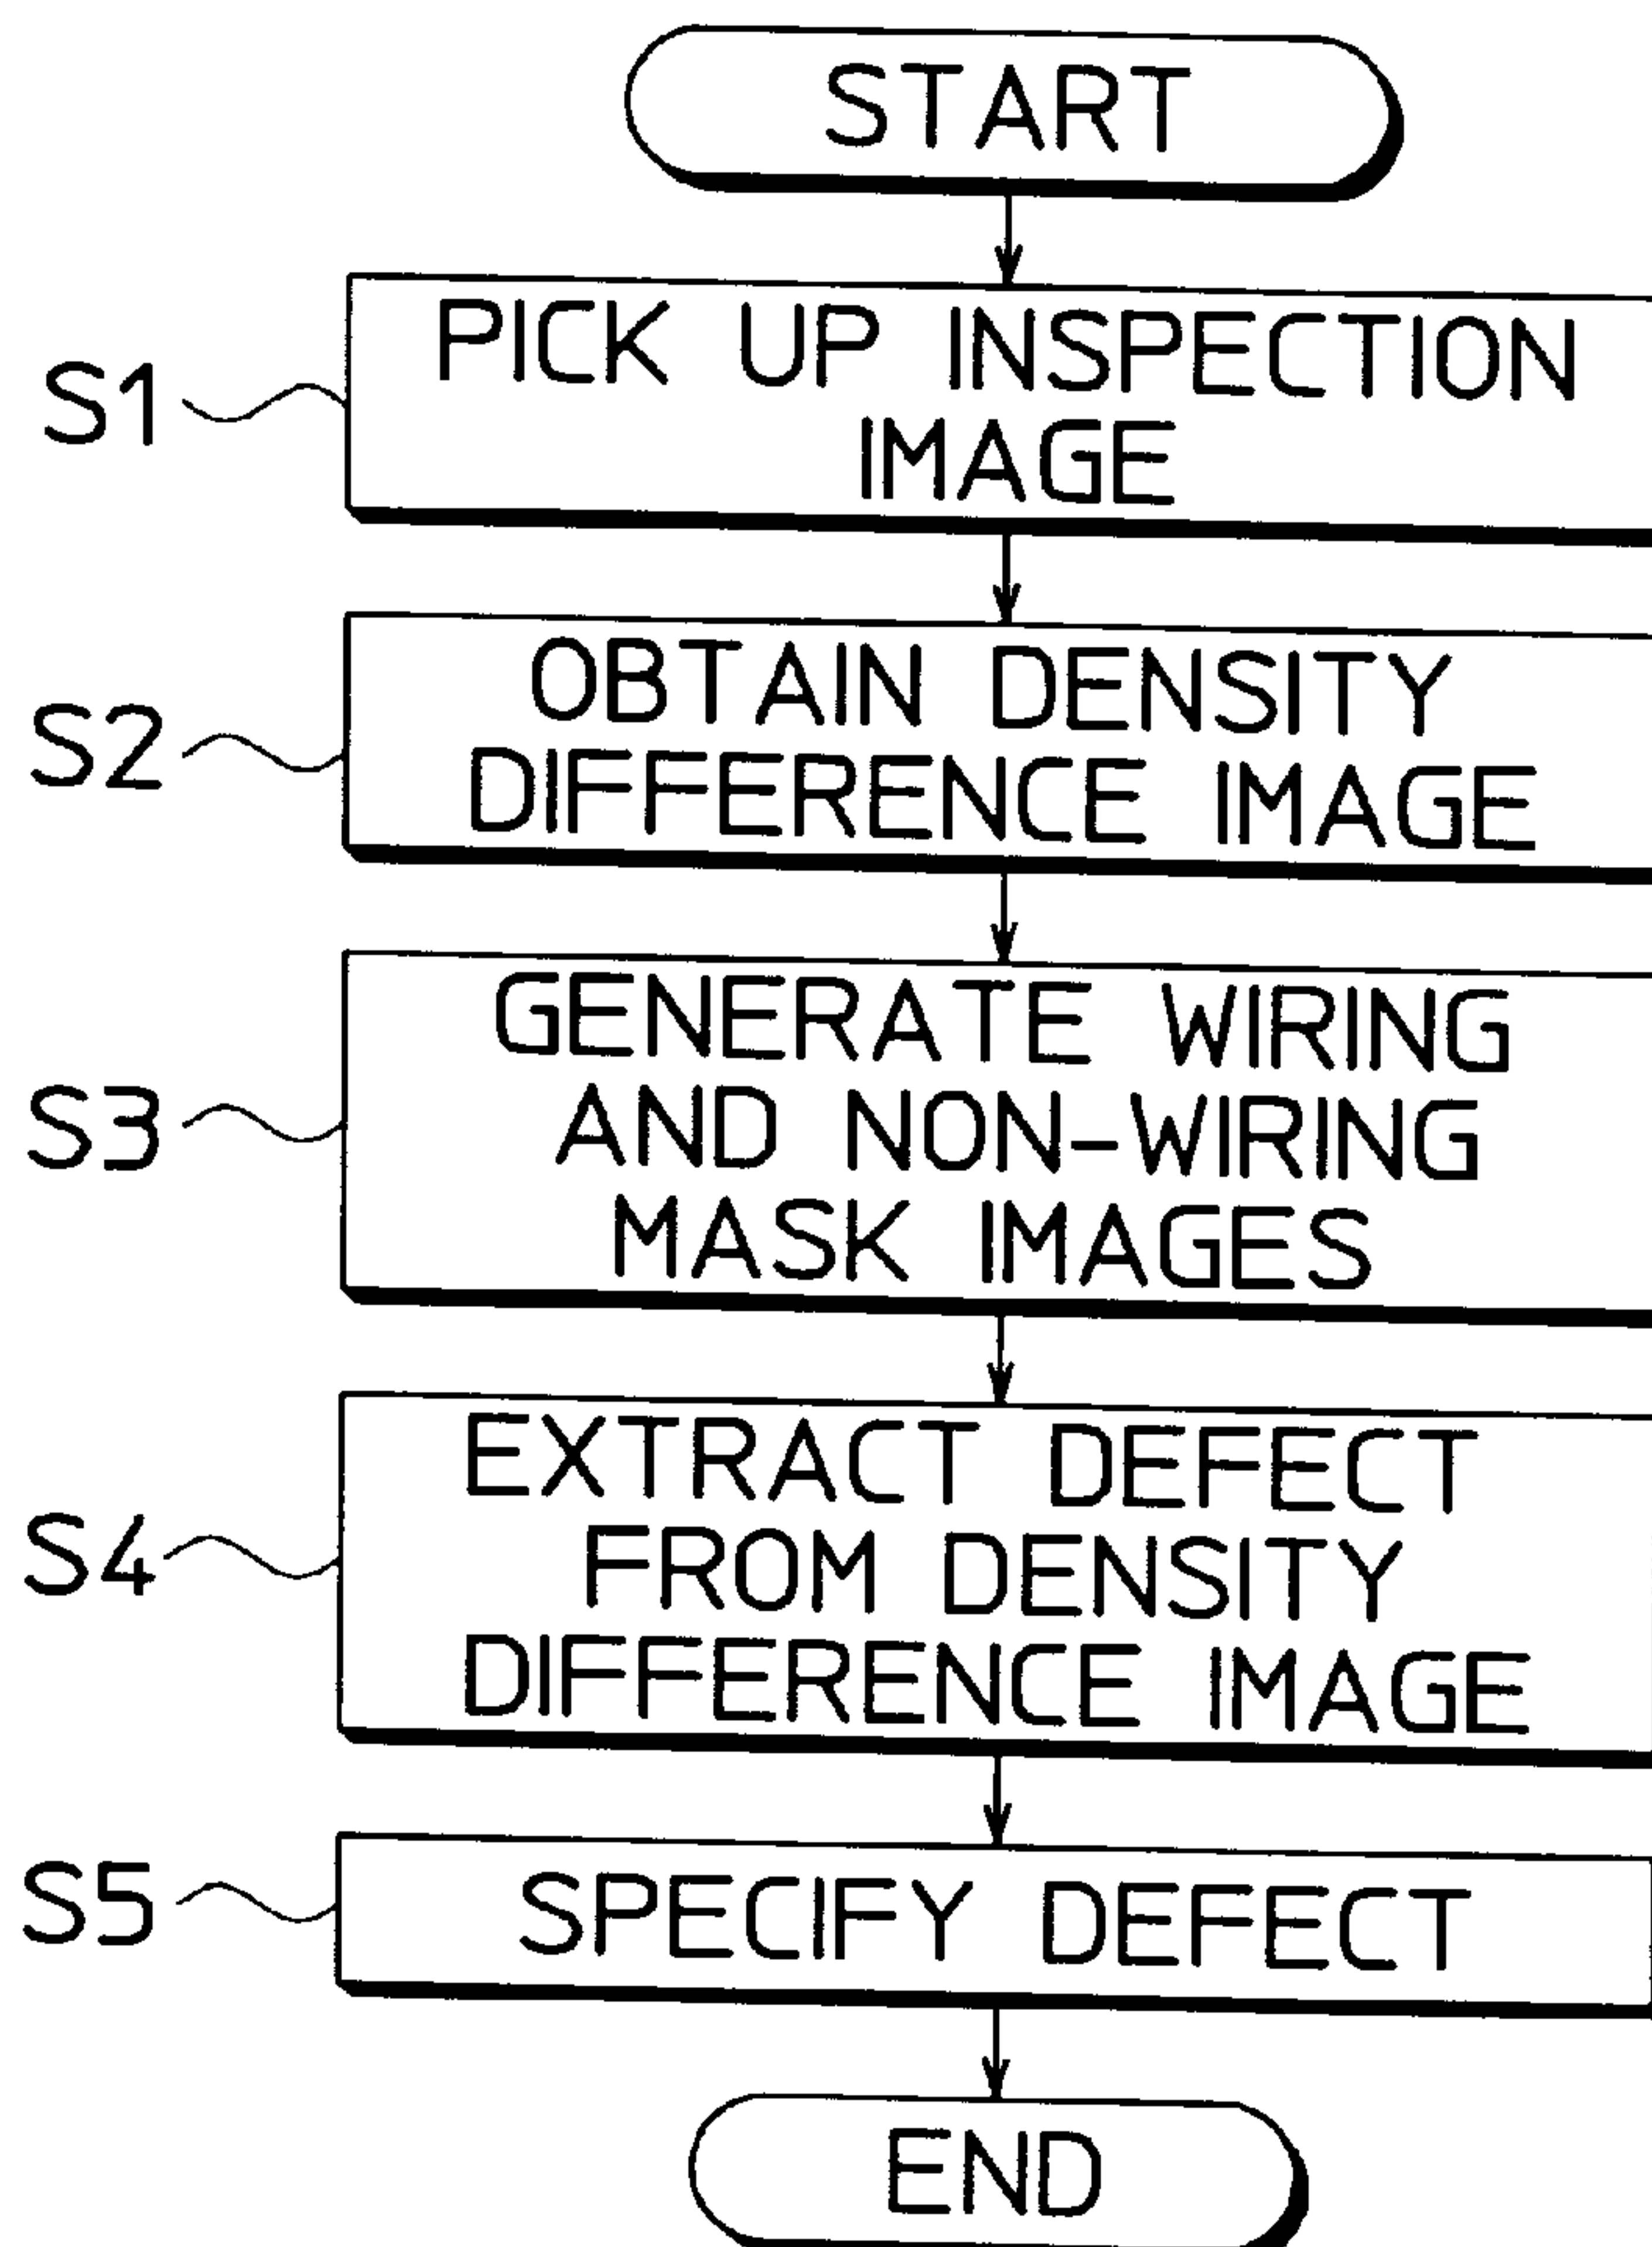 START
S1
PICK UP INSPECTION
IMAGE
S2
OBTAIN DENSITY
DIFFERENCE IMAGE
S3
GENERATE WIRING
AND NON-WIRING
MASK IMAGES
S4
EXTRACT DEFECT
FROM DENSITY
DIFFERENCE IMAGE
S5
SPECIFY DEFECT
END